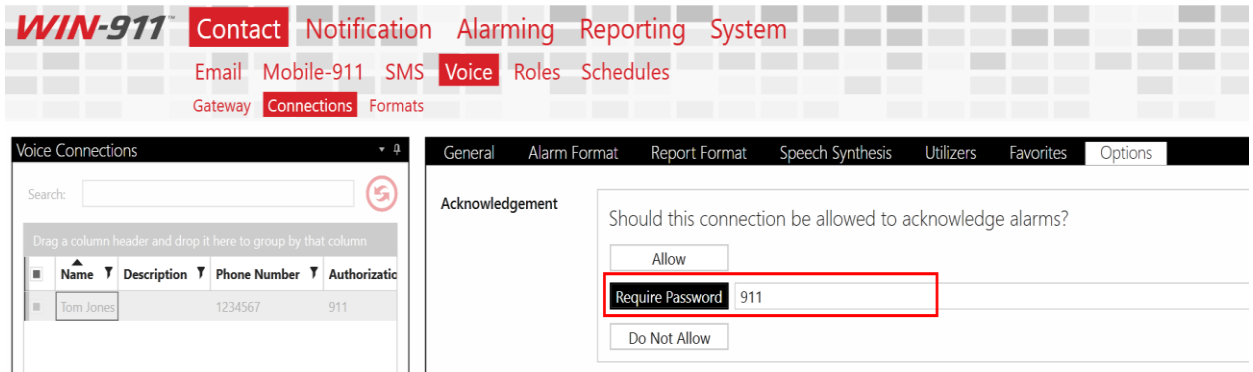 WIN-911™ Contact Notification Alarming Reporting System
Email Mobile-911 SMS Voice Roles Schedules
Gateway Connections Formats
Voice Connections
Search:
Drag a column header and drop it here to group by that column
Name Description Phone Number Authorizatio
Tom Jones 1234567 911
General Alarm Format Report Format Speech Synthesis Utilizers Favorites Options
Acknowledgement
Should this connection be allowed to acknowledge alarms?
Allow
Require Password 911
Do Not Allow